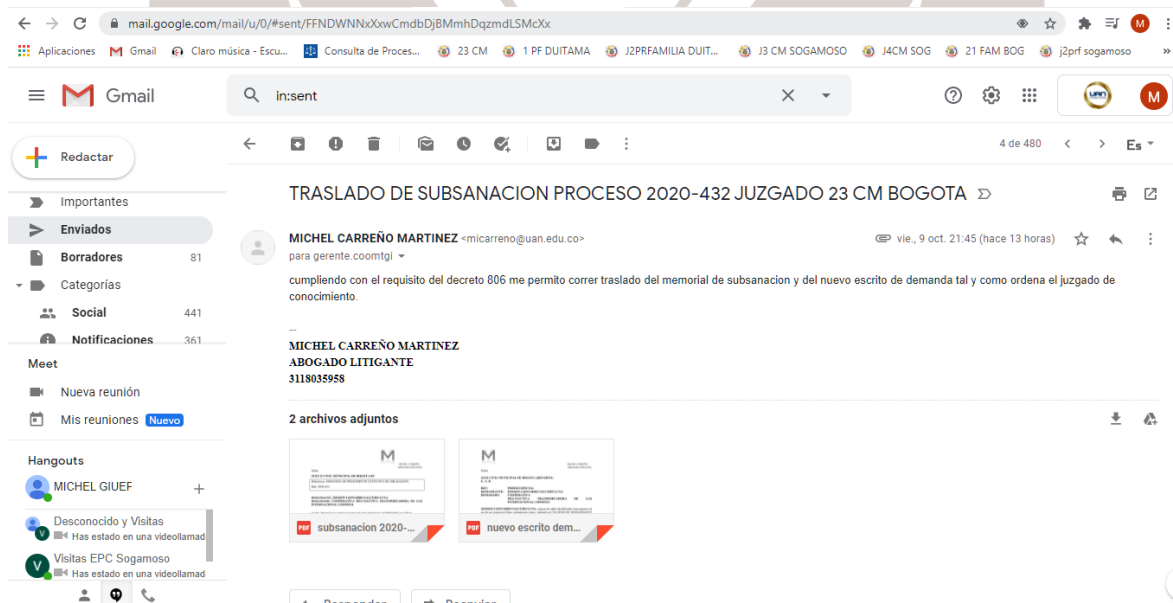 mail.google.com/mail/u/0/#sent/FFNDWNNxXxwCmdbDjBMmhDqzmdLSMcXx
M
Aplicaciones Gmail Claro música - Escu... Consulta de Proces... 23 CM 1 PF DUITAMA J2PRFAMILIA DUIT... J3 CM SOGAMOSO J4CM SOG 21 FAM BOG j2prf sogamoso »
Gmail
in:sent
UAN
M
Redactar
4 de 480
Es
Importantes
Enviados
Borradores 81
Categorías
Social 441
Notificaciones 361
Meet
Nueva reunión
Mis reuniones Nuevo
Hangouts
MICHEL GIUEF +
Desconocido y Visitas
Has estado en una videollamad
Visitas EPC Sogamoso
Has estado en una videollamad
TRASLADO DE SUBSANACION PROCESO 2020-432 JUZGADO 23 CM BOGOTA
MICHEL CARREÑO MARTINEZ <micarreno@uan.edu.co>
vie., 9 oct. 21:45 (hace 13 horas)
para gerente.coomtgi
cumpliendo con el requisito del decreto 806 me permito correr traslado del memorial de subsanacion y del nuevo escrito de demanda tal y como ordena el juzgado de
conocimiento.
--
MICHEL CARREÑO MARTINEZ
ABOGADO LITIGANTE
3118035958
2 archivos adjuntos
PDF subsanacion 2020-...
PDF nuevo escrito dem...
Responder
Reenviar